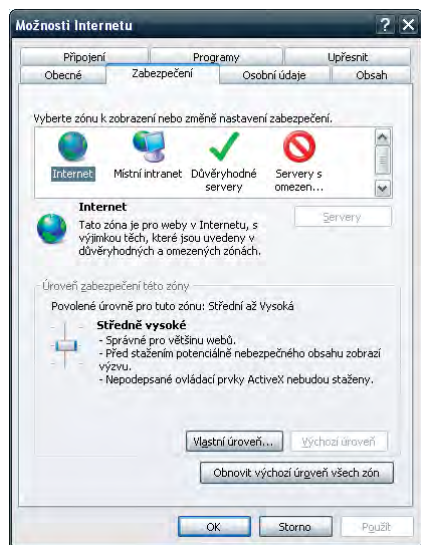 Možnosti Internetu
Připojení Programy Upřesnit
Obecné Zabezpečení Osobní údaje Obsah
Vyberte zónu k zobrazení nebo změně nastavení zabezpečení.
Internet Místní intranet Důvěryhodné servery Servery s omezen...
Internet
Servery
Tato zóna je pro weby v Internetu, s
výjimkou těch, které jsou uvedeny v
důvěryhodných a omezených zónách.
Úroveň zabezpečení této zóny
Povolené úrovně pro tuto zónu: Střední až Vysoká
Středně vysoké
- Správné pro většinu webů.
- Před stažením potenciálně nebezpečného obsahu zobrazí
výzvu.
- Nepodepsané ovládací prvky ActiveX nebudou staženy.
Vlastní úroveň... Výchozí úroveň
Obnovit výchozí úroveň všech zón
OK Storno Použít